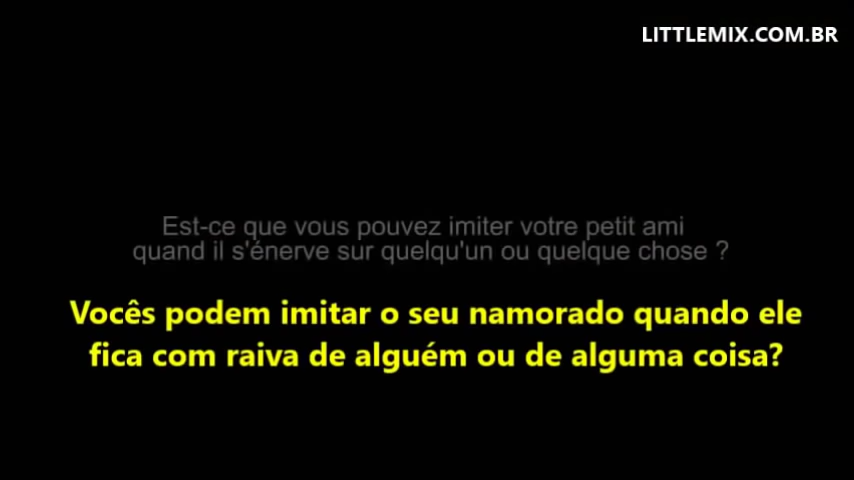 LITTLEMIX.COM.BR
Est-ce que vous pouvez imiter votre petit ami
quand il s'énerve sur quelqu'un ou quelque chose ?
Vocês podem imitar o seu namorado quando ele
fica com raiva de alguém ou de alguma coisa?